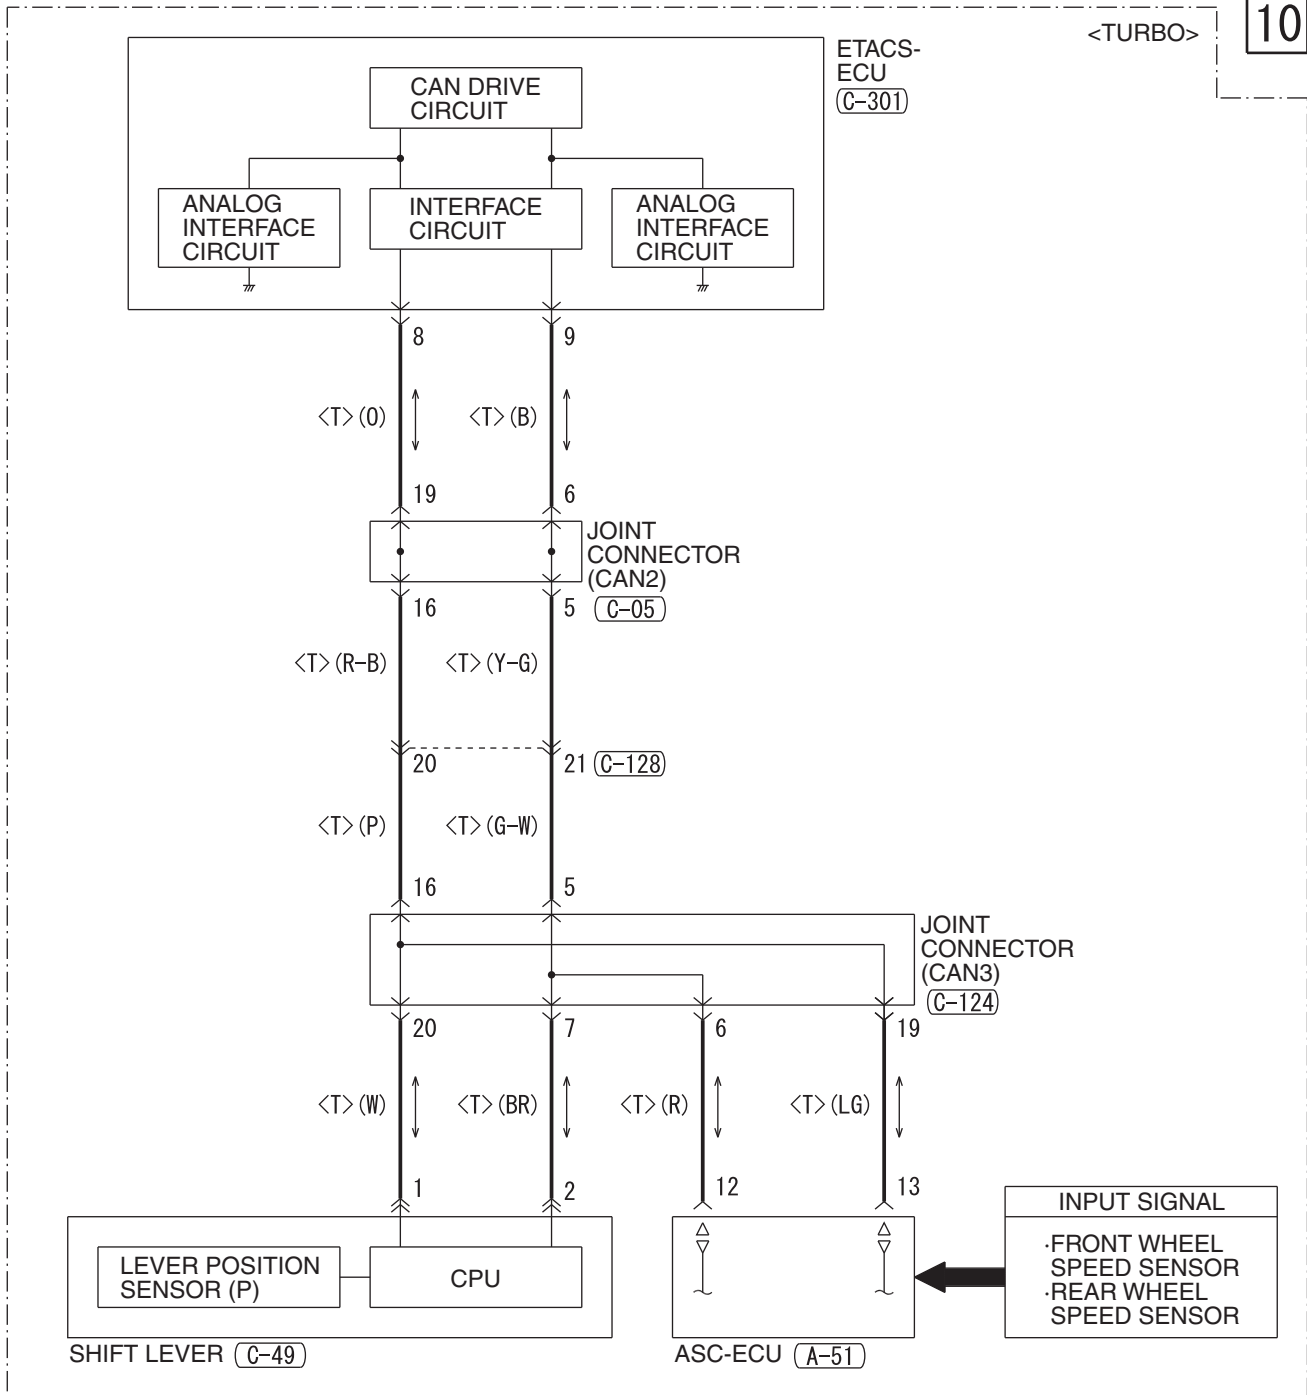 10
<TURBO>
ETACS-
ECU
C-301
CAN DRIVE
CIRCUIT
ANALOG
INTERFACE
CIRCUIT
INTERFACE
CIRCUIT
ANALOG
INTERFACE
CIRCUIT
8
9
<T>(O)
<T>(B)
19
6
JOINT
CONNECTOR
(CAN2)
C-05
16
5
<T>(R-B)
<T>(Y-G)
20
21
C-128
<T>(P)
<T>(G-W)
16
5
JOINT
CONNECTOR
(CAN3)
C-124
20
7
6
19
<T>(W)
<T>(BR)
<T>(R)
<T>(LG)
1
2
12
13
LEVER POSITION
SENSOR (P)
CPU
SHIFT LEVER C-49
ASC-ECU A-51
INPUT SIGNAL
·FRONT WHEEL
SPEED SENSOR
·REAR WHEEL
SPEED SENSOR